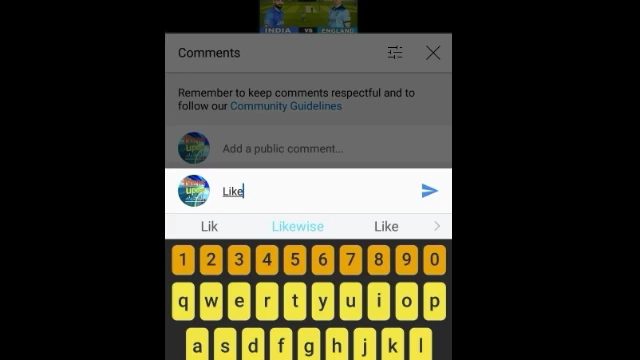 INDIA VS ENGLAND
Comments
Remember to keep comments respectful and to
follow our Community Guidelines
Add a public comment...
Like
Lik Likewise Like
1 2 3 4 5 6 7 8 9 0
q w e r t y u i o p
a s d f g h j k l